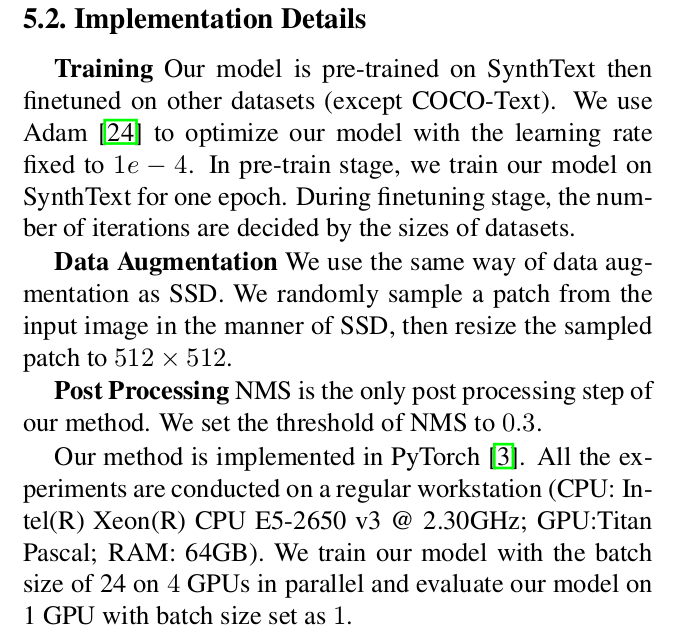 5.2. Implementation Details
Training Our model is pre-trained on SynthText then
finetuned on other datasets (except COCO-Text). We use
Adam [24] to optimize our model with the learning rate
fixed to 1e − 4. In pre-train stage, we train our model on
SynthText for one epoch. During finetuning stage, the num-
ber of iterations are decided by the sizes of datasets.
Data Augmentation We use the same way of data aug-
mentation as SSD. We randomly sample a patch from the
input image in the manner of SSD, then resize the sampled
patch to 512 × 512.
Post Processing NMS is the only post processing step of
our method. We set the threshold of NMS to 0.3.
Our method is implemented in PyTorch [3]. All the ex-
periments are conducted on a regular workstation (CPU: In-
tel(R) Xeon(R) CPU E5-2650 v3 @ 2.30GHz; GPU:Titan
Pascal; RAM: 64GB). We train our model with the batch
size of 24 on 4 GPUs in parallel and evaluate our model on
1 GPU with batch size set as 1.